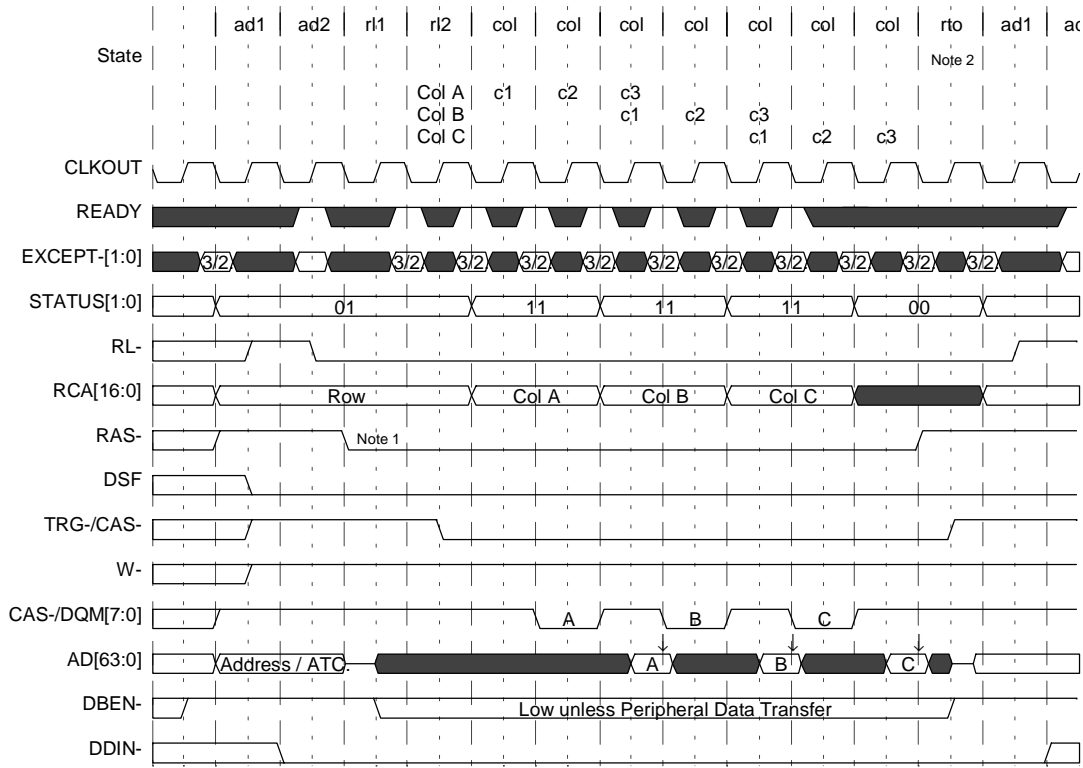 ad1 ad2 rl1 rl2 col col col col col col col rto ad1
State
Note 2
Col A c1 c2 c3
Col B c1 c2 c3
Col C c1 c2 c3
CLKOUT
READY
EXCEPT-[1:0] 3/2 3/2 3/2 3/2 3/2 3/2 3/2 3/2 3/2 3/2 3/2
STATUS[1:0] 01 11 11 11 00
RL-
RCA[16:0] Row Col A Col B Col C
RAS- Note 1
DSF
TRG-/CAS-
W-
CAS-/DQM[7:0] A B C
AD[63:0] Address / ATC. A B C
DBEN- Low unless Peripheral Data Transfer
DDIN-